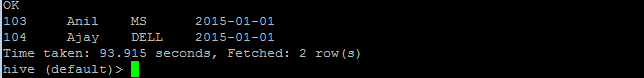 OK
103 Anil MS 2015-01-01
104 Ajay DELL 2015-01-01
Time taken: 93.915 seconds, Fetched: 2 row(s)
hive (default)>